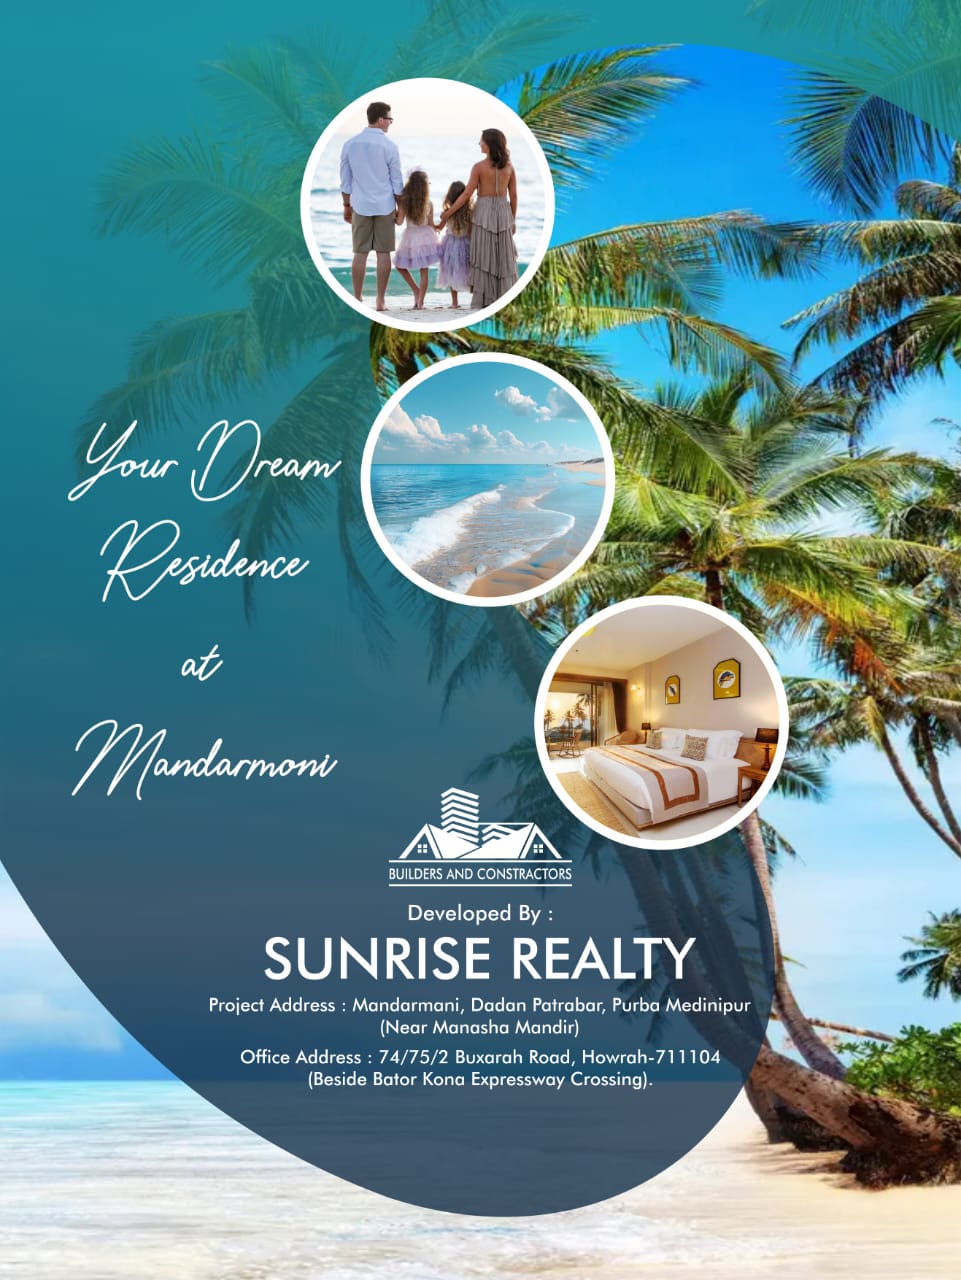 Your Dream
Residence
at
Mandarmoni
BUILDERS AND CONSTRACTORS
Developed By :
SUNRISE REALTY
Project Address : Mandarmani, Dadan Patrabar, Purba Medinipur
(Near Manasha Mandir)
Office Address : 74/75/2 Buxarah Road, Howrah-711104
(Beside Bator Kona Expressway Crossing).